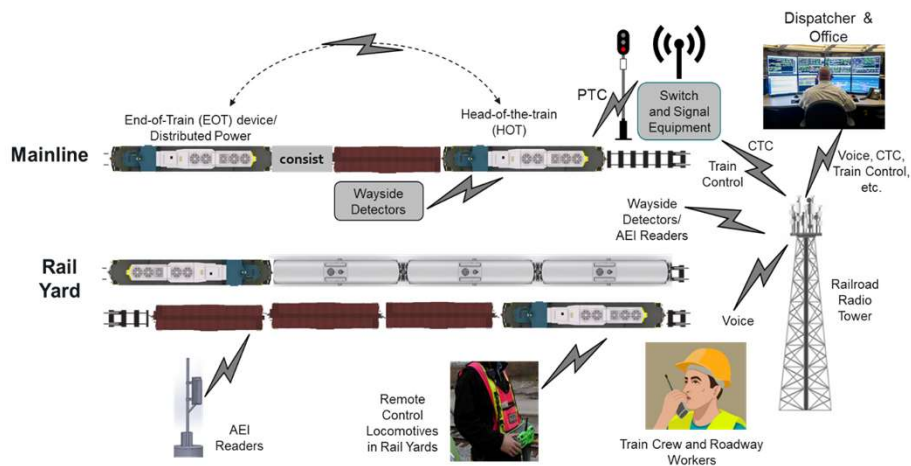 Dispatcher &
Office
End-of-Train (EOT) device/
Distributed Power
Head-of-the-train
(HOT)
PTC
Switch
and Signal
Equipment
Mainline
consist
CTC
Train
Control
Voice, CTC,
Train Control,
etc.
Wayside
Detectors
Wayside
Detectors/
AEI Readers
Rail
Yard
Railroad
Radio
Tower
Voice
AEI
Readers
Remote
Control
Locomotives
in Rail Yards
Train Crew and Roadway
Workers